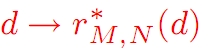 d → r*_{M,N}(d)